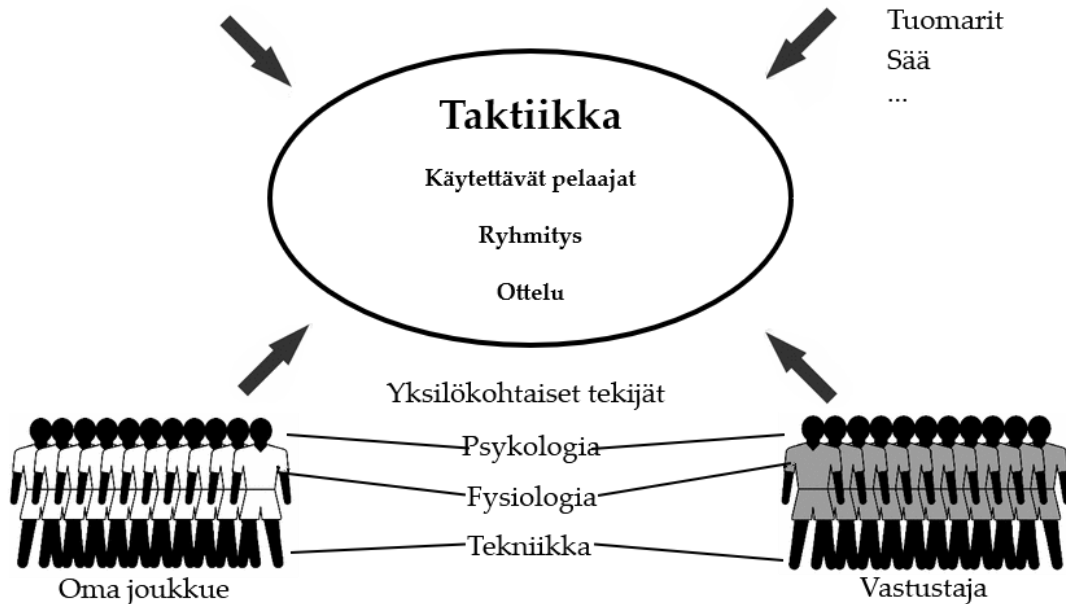 Tuomarit
Sää
...
Taktiikka
Käytettävät pelaajat
Ryhmitys
Ottelu
Yksilökohtaiset tekijät
Psykologia
Fysiologia
Tekniikka
Oma joukkue
Vastustaja